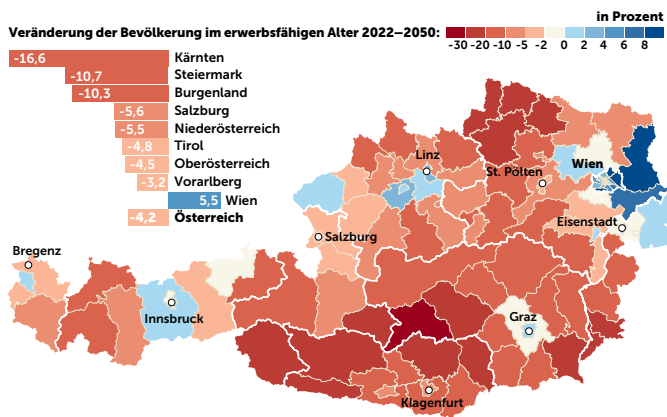 in Prozent
Veränderung der Bevölkerung im erwerbsfähigen Alter 2022–2050:
-30 -20 -10 -5 -2 0 2 4 6 8
-16,6 Kärnten
-10,7 Steiermark
-10,3 Burgenland
-5,6 Salzburg
-5,5 Niederösterreich
-4,8 Tirol
-4,5 Oberösterreich
-3,2 Vorarlberg
5,5 Wien
-4,2 Österreich
Linz
Wien
St. Pölten
Eisenstadt
Salzburg
Bregenz
Innsbruck
Graz
Klagenfurt